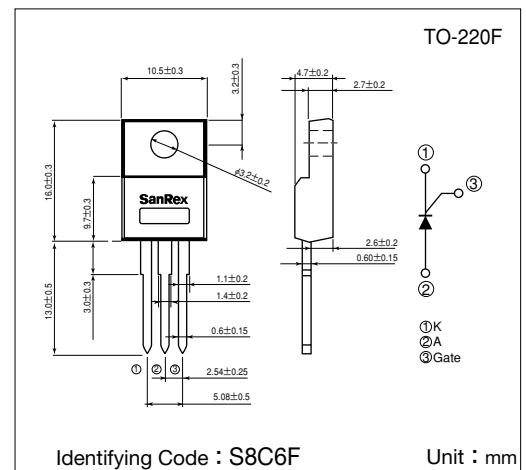 TO-220F
10.5±0.3
3.2±0.3
4.7±0.2
2.7±0.2
16.0±0.3
9.7±0.3
φ3.2±0.2
SanRex
13.0±0.5
3.0±0.3
1.1±0.2
1.4±0.2
0.6±0.15
2.6±0.2
0.60±0.15
① ② ③
2.54±0.25
5.08±0.5
①
③
②
①K
②A
③Gate
Identifying Code：S8C6F
Unit：mm